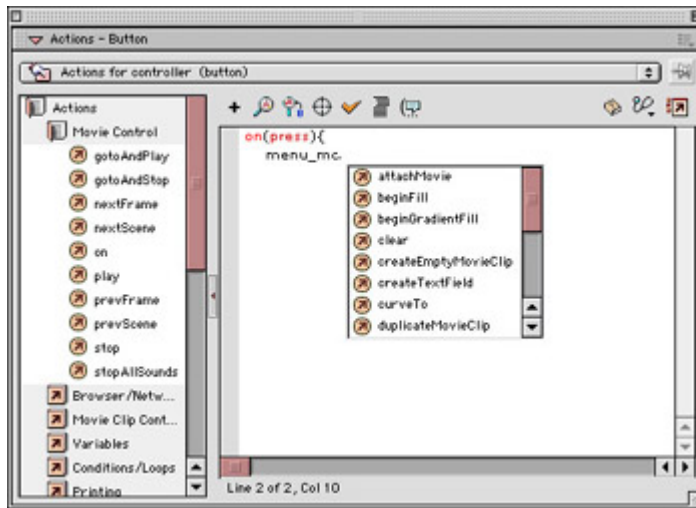 Actions - Button
Actions for controller (button)
Actions
Movie Control
gotoAndPlay
gotoAndStop
nextFrame
nextScene
on
play
prevFrame
prevScene
stop
stopAllSounds
Browser/Netw...
Movie Clip Cont...
Variables
Conditions/Loops
Printing
on(press){
menu_mc.
attachMovie
beginFill
beginGradientFill
clear
createEmptyMovieClip
createTextField
curveTo
duplicateMovieClip
Line 2 of 2, Col 10